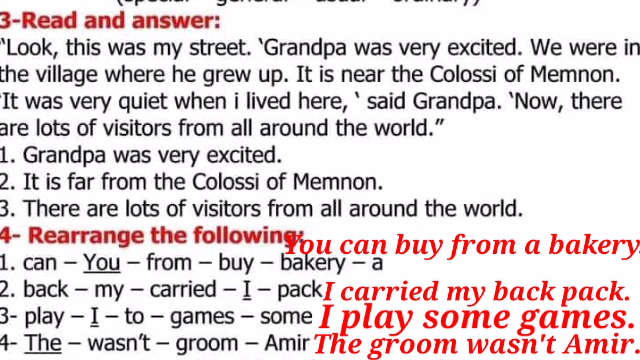 (special - general - usual - ordinary))
3-Read and answer:
“Look, this was my street. ‘Grandpa was very excited. We were in
the village where he grew up. It is near the Colossi of Memnon.
‘It was very quiet when i lived here, ‘ said Grandpa. ‘Now, there
are lots of visitors from all around the world.”
1. Grandpa was very excited.
2. It is far from the Colossi of Memnon.
3. There are lots of visitors from all around the world.
4- Rearrange the following:
You can buy from a bakery.
1. can – You – from – buy – bakery – a
2. back – my – carried – I – pack I carried my back pack.
3- play – I – to – games – some I play some games.
4- The – wasn’t – groom – Amir The groom wasn't Amir.